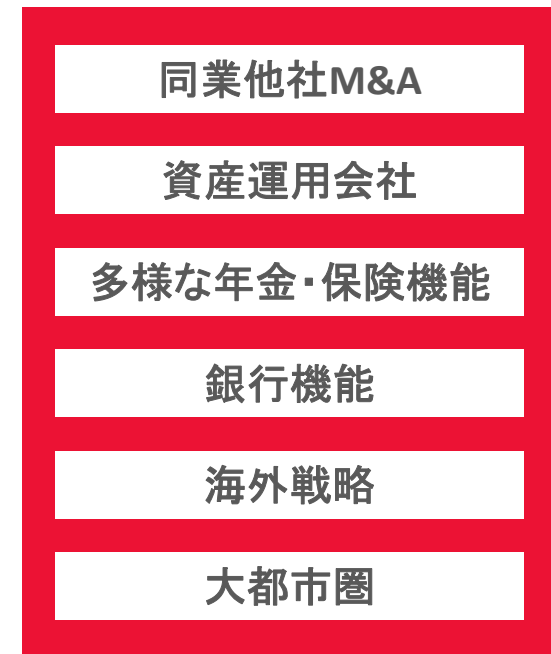 同業他社M&A
資産運用会社
多様な年金・保険機能
銀行機能
海外戦略
大都市圏